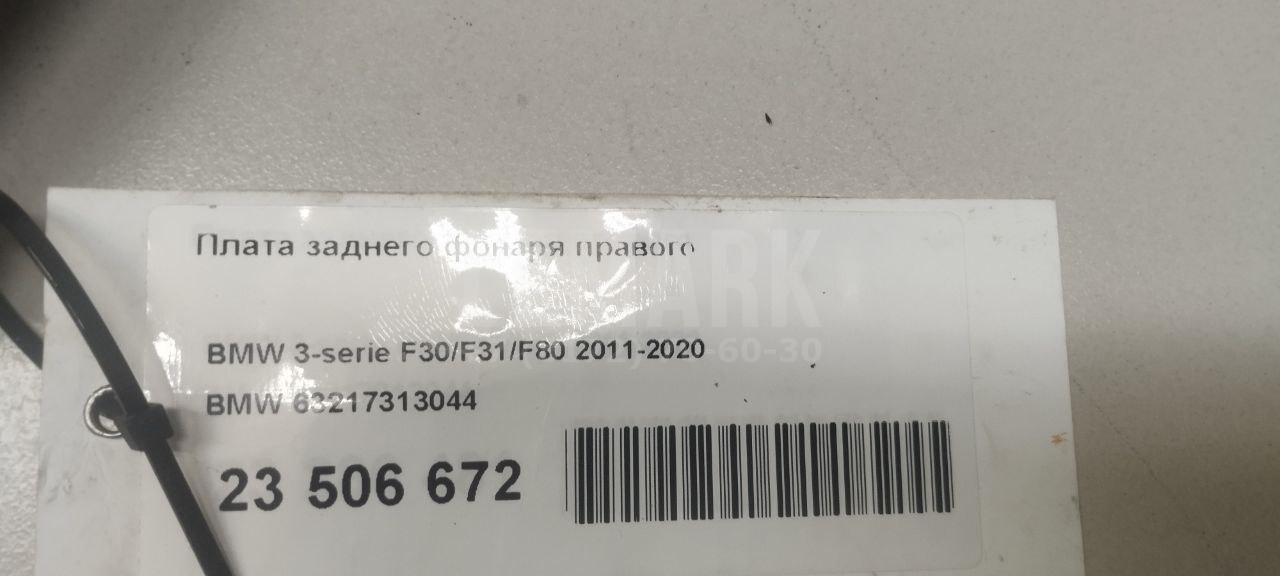 Плата заднего фонаря правого
BMW 3-serie F30/F31/F80 2011-2020
BMW 63217313044
23 506 672